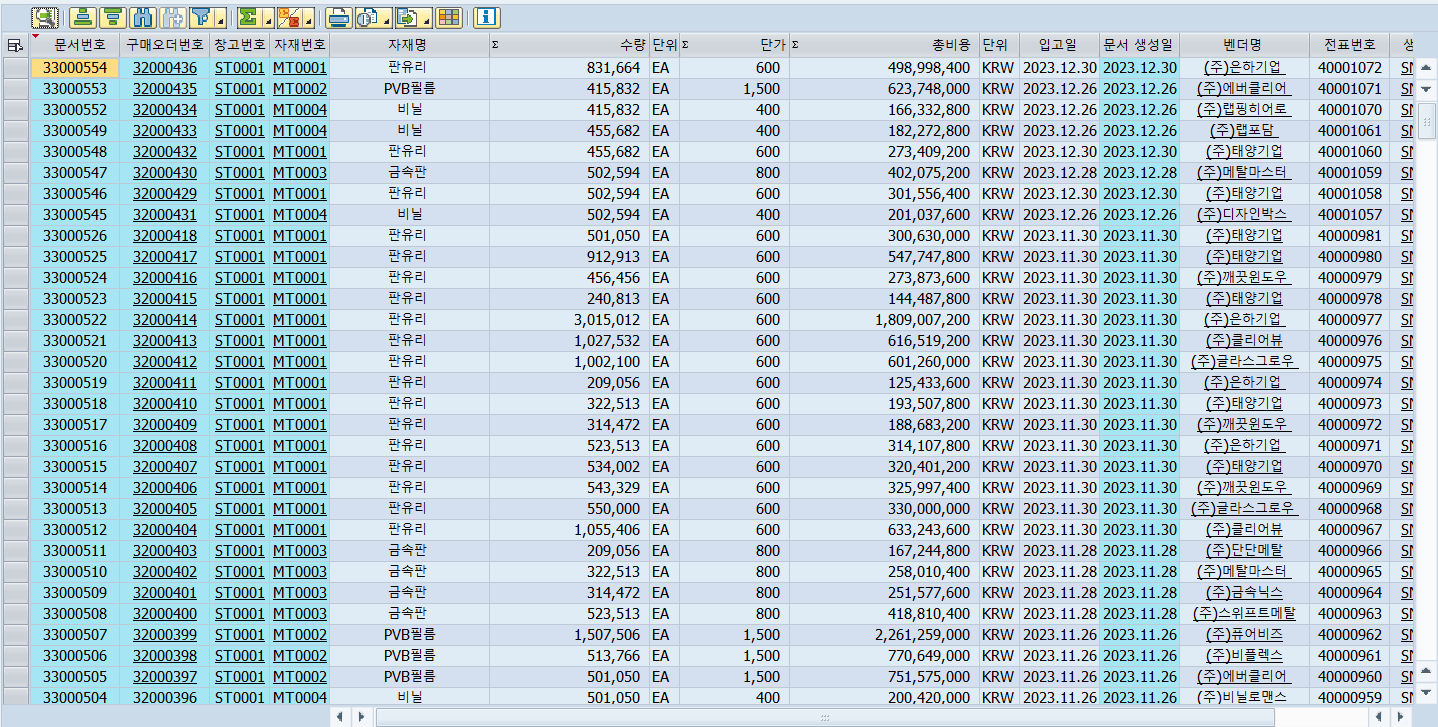 문서번호 구매오더번호 창고번호 자재번호 자재명 Σ 수량 단위 Σ 단가 Σ 총비용 단위 입고일 문서 생성일 벤더명 전표번호 생
33000554 32000436 ST0001 MT0001 판유리 831,664 EA 600 498,998,400 KRW 2023.12.30 2023.12.30 (주)은하기업 40001072 SN
33000553 32000435 ST0001 MT0002 PVB필름 415,832 EA 1,500 623,748,000 KRW 2023.12.26 2023.12.26 (주)에버클리어 40001071 SN
33000552 32000434 ST0001 MT0004 비닐 415,832 EA 400 166,332,800 KRW 2023.12.26 2023.12.26 (주)랩핑히어로 40001070 SN
33000549 32000433 ST0001 MT0004 비닐 455,682 EA 400 182,272,800 KRW 2023.12.26 2023.12.26 (주)랩포담 40001061 SN
33000548 32000432 ST0001 MT0001 판유리 455,682 EA 600 273,409,200 KRW 2023.12.30 2023.12.30 (주)태양기업 40001060 SN
33000547 32000430 ST0001 MT0003 금속판 502,594 EA 800 402,075,200 KRW 2023.12.28 2023.12.28 (주)메탈마스터 40001059 SN
33000546 32000429 ST0001 MT0001 판유리 502,594 EA 600 301,556,400 KRW 2023.12.30 2023.12.30 (주)태양기업 40001058 SN
33000545 32000431 ST0001 MT0004 비닐 502,594 EA 400 201,037,600 KRW 2023.12.26 2023.12.26 (주)디자인박스 40001057 SN
33000526 32000418 ST0001 MT0001 판유리 501,050 EA 600 300,630,000 KRW 2023.11.30 2023.11.30 (주)태양기업 40000981 SN
33000525 32000417 ST0001 MT0001 판유리 912,913 EA 600 547,747,800 KRW 2023.11.30 2023.11.30 (주)태양기업 40000980 SN
33000524 32000416 ST0001 MT0001 판유리 456,456 EA 600 273,873,600 KRW 2023.11.30 2023.11.30 (주)깨끗윈도우 40000979 SN
33000523 32000415 ST0001 MT0001 판유리 240,813 EA 600 144,487,800 KRW 2023.11.30 2023.11.30 (주)태양기업 40000978 SN
33000522 32000414 ST0001 MT0001 판유리 3,015,012 EA 600 1,809,007,200 KRW 2023.11.30 2023.11.30 (주)은하기업 40000977 SN
33000521 32000413 ST0001 MT0001 판유리 1,027,532 EA 600 616,519,200 KRW 2023.11.30 2023.11.30 (주)클리어뷰 40000976 SN
33000520 32000412 ST0001 MT0001 판유리 1,002,100 EA 600 601,260,000 KRW 2023.11.30 2023.11.30 (주)글라스그로우 40000975 SN
33000519 32000411 ST0001 MT0001 판유리 209,056 EA 600 125,433,600 KRW 2023.11.30 2023.11.30 (주)은하기업 40000974 SN
33000518 32000410 ST0001 MT0001 판유리 322,513 EA 600 193,507,800 KRW 2023.11.30 2023.11.30 (주)태양기업 40000973 SN
33000517 32000409 ST0001 MT0001 판유리 314,472 EA 600 188,683,200 KRW 2023.11.30 2023.11.30 (주)깨끗윈도우 40000972 SN
33000516 32000408 ST0001 MT0001 판유리 523,513 EA 600 314,107,800 KRW 2023.11.30 2023.11.30 (주)은하기업 40000971 SN
33000515 32000407 ST0001 MT0001 판유리 534,002 EA 600 320,401,200 KRW 2023.11.30 2023.11.30 (주)태양기업 40000970 SN
33000514 32000406 ST0001 MT0001 판유리 543,329 EA 600 325,997,400 KRW 2023.11.30 2023.11.30 (주)깨끗윈도우 40000969 SN
33000513 32000405 ST0001 MT0001 판유리 550,000 EA 600 330,000,000 KRW 2023.11.30 2023.11.30 (주)글라스그로우 40000968 SN
33000512 32000404 ST0001 MT0001 판유리 1,055,406 EA 600 633,243,600 KRW 2023.11.30 2023.11.30 (주)클리어뷰 40000967 SN
33000511 32000403 ST0001 MT0003 금속판 209,056 EA 800 167,244,800 KRW 2023.11.28 2023.11.28 (주)단단메탈 40000966 SN
33000510 32000402 ST0001 MT0003 금속판 322,513 EA 800 258,010,400 KRW 2023.11.28 2023.11.28 (주)메탈마스터 40000965 SN
33000509 32000401 ST0001 MT0003 금속판 314,472 EA 800 251,577,600 KRW 2023.11.28 2023.11.28 (주)금속닉스 40000964 SN
33000508 32000400 ST0001 MT0003 금속판 523,513 EA 800 418,810,400 KRW 2023.11.28 2023.11.28 (주)스위프트메탈 40000963 SN
33000507 32000399 ST0001 MT0002 PVB필름 1,507,506 EA 1,500 2,261,259,000 KRW 2023.11.26 2023.11.26 (주)퓨어비즈 40000962 SN
33000506 32000398 ST0001 MT0002 PVB필름 513,766 EA 1,500 770,649,000 KRW 2023.11.26 2023.11.26 (주)비플렉스 40000961 SN
33000505 32000397 ST0001 MT0002 PVB필름 501,050 EA 1,500 751,575,000 KRW 2023.11.26 2023.11.26 (주)에버클리어 40000960 SN
33000504 32000396 ST0001 MT0004 비닐 501,050 EA 400 200,420,000 KRW 2023.11.26 2023.11.26 (주)비닐로맨스 40000959 SN